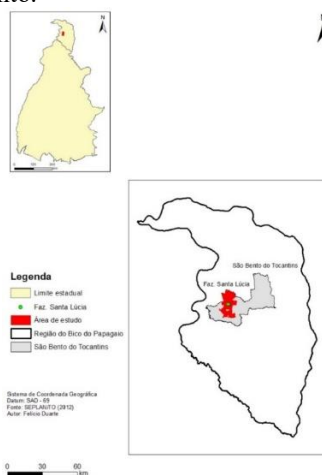 N
N
São Bento do Tocantins
Faz. Santa Lúcia
Legenda
Limite estadual
Faz. Santa Lúcia
Área de estudo
Região do Bico do Papagaio
São Bento do Tocantins
Sistema de Coordenada Geográfica
Datum: SAD - 69
Fonte: SEPLAN/TO (2012)
Autor: Felício Duarte
0 30 60
km